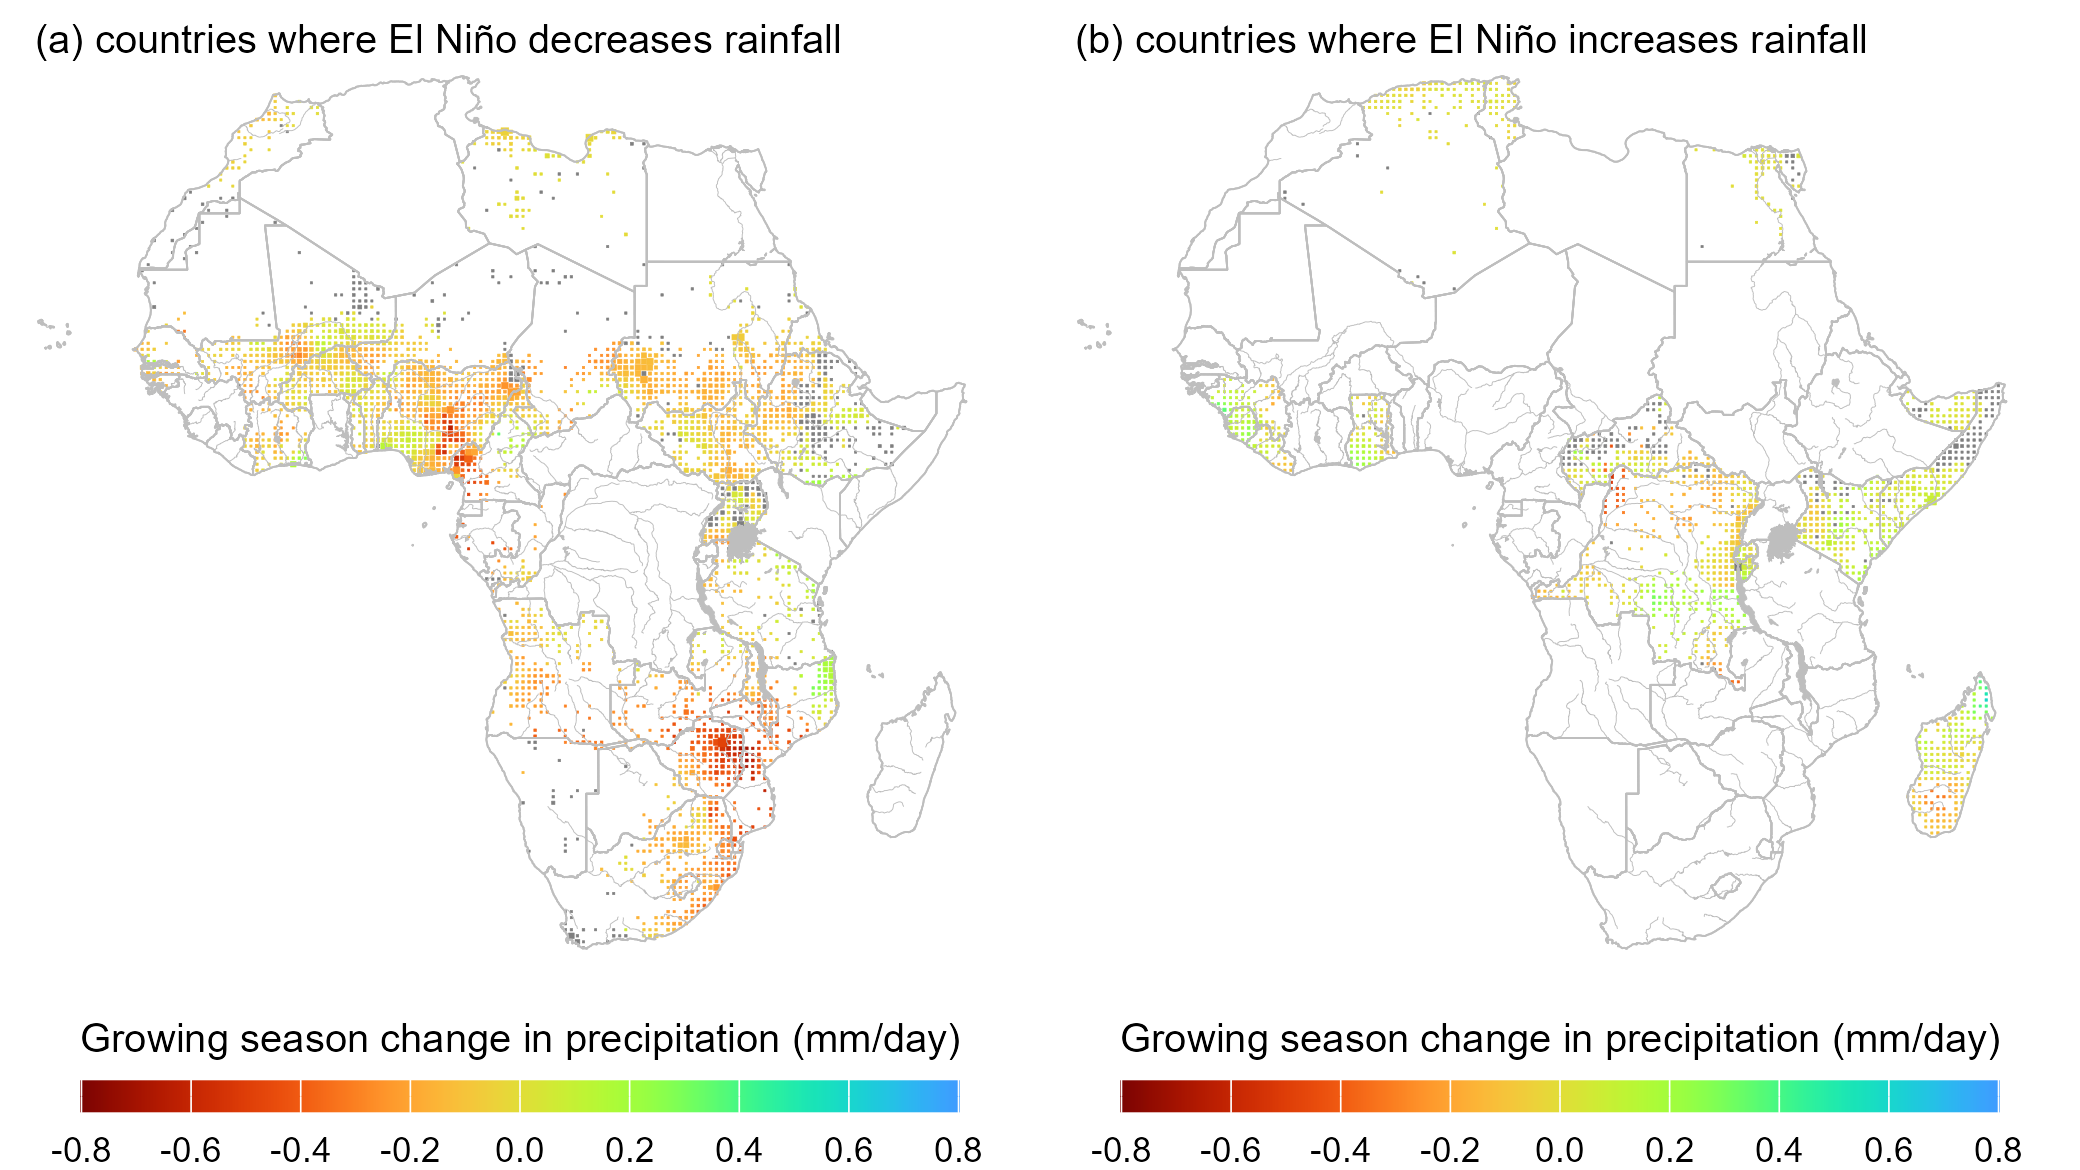 (a) countries where El Niño decreases rainfall
(b) countries where El Niño increases rainfall
Growing season change in precipitation (mm/day)
-0.8 -0.6 -0.4 -0.2 0.0 0.2 0.4 0.6 0.8
Growing season change in precipitation (mm/day)
-0.8 -0.6 -0.4 -0.2 0.0 0.2 0.4 0.6 0.8